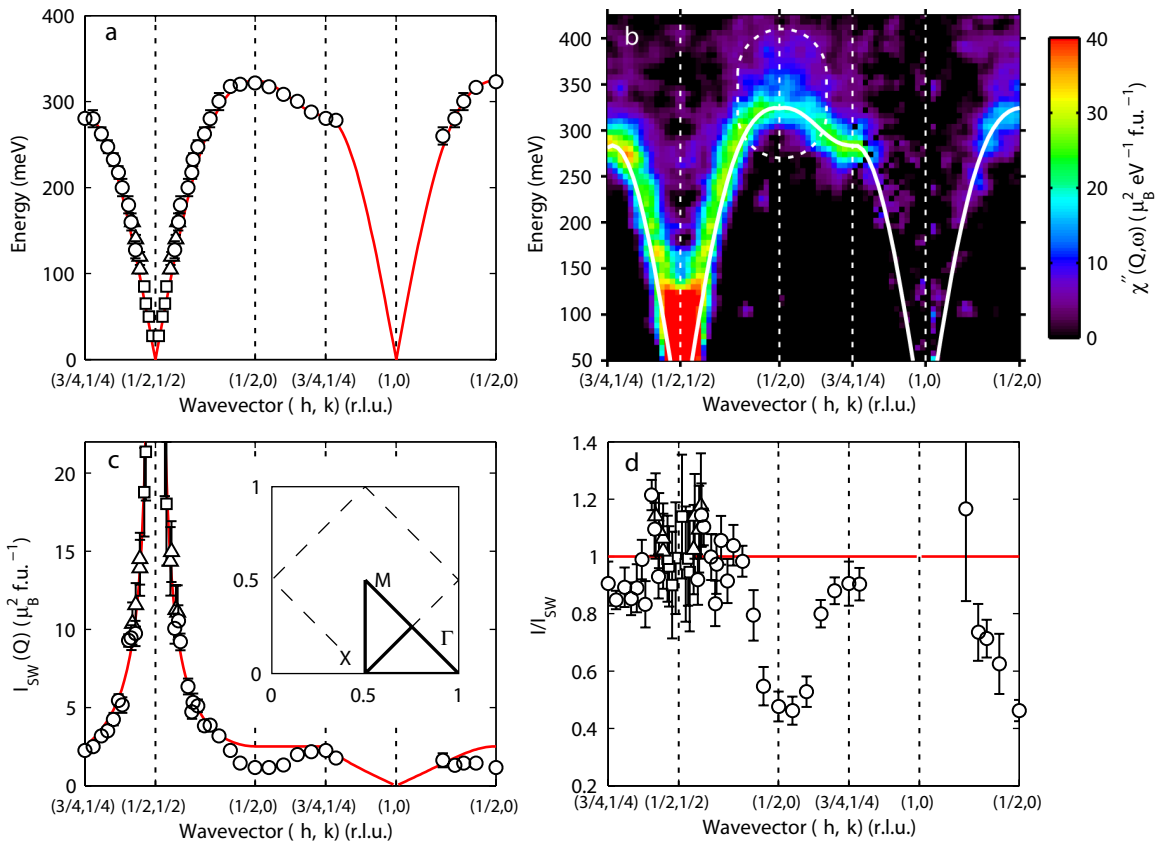 a
400
300
200
100
0
Energy (meV)
(3/4,1/4) (1/2,1/2) (1/2,0) (3/4,1/4) (1,0) (1/2,0)
Wavevector ( h, k) (r.l.u.)
b
400
350
300
250
200
150
100
50
Energy (meV)
(3/4,1/4) (1/2,1/2) (1/2,0) (3/4,1/4) (1,0) (1/2,0)
Wavevector ( h, k) (r.l.u.)
40
30
20
10
0
χ″ (Q,ω) ( μ_B^2 eV^-1 f.u.^-1)
c
20
15
10
5
0
I_SW (Q) ( μ_B^2 f.u.^-1)
1
0.5
0
0 0.5 1
M
Γ
X
(3/4,1/4) (1/2,1/2) (1/2,0) (3/4,1/4) (1,0) (1/2,0)
Wavevector ( h, k) (r.l.u.)
d
1.4
1.2
1
0.8
0.6
0.4
0.2
I/I_SW
(3/4,1/4) (1/2,1/2) (1/2,0) (3/4,1/4) (1,0) (1/2,0)
Wavevector ( h, k) (r.l.u.)